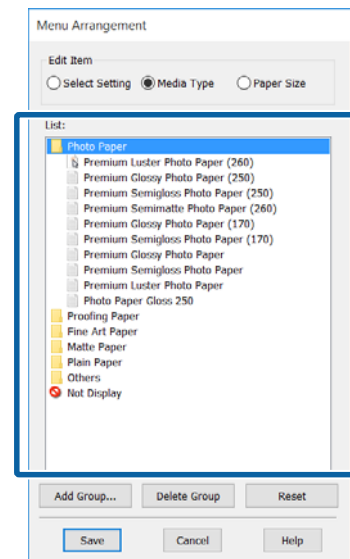 Menu Arrangement
Edit Item
Select Setting Media Type Paper Size
List:
Photo Paper
Premium Luster Photo Paper (260)
Premium Glossy Photo Paper (250)
Premium Semigloss Photo Paper (250)
Premium Semimatte Photo Paper (260)
Premium Glossy Photo Paper (170)
Premium Semigloss Photo Paper (170)
Premium Glossy Photo Paper
Premium Semigloss Photo Paper
Premium Luster Photo Paper
Photo Paper Gloss 250
Proofing Paper
Fine Art Paper
Matte Paper
Plain Paper
Others
Not Display
Add Group... Delete Group Reset
Save Cancel Help